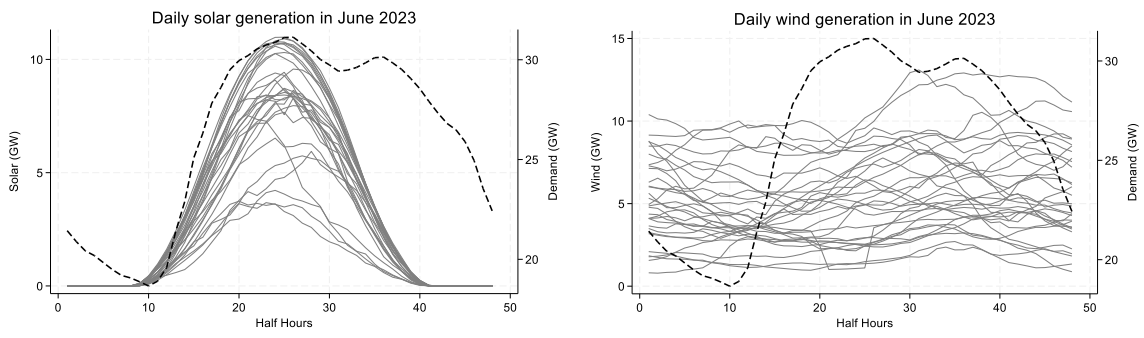 Daily solar generation in June 2023
10
5
0
Solar (GW)
30
25
20
Demand (GW)
0 10 20 30 40 50
Half Hours
Daily wind generation in June 2023
15
10
5
0
Wind (GW)
30
25
20
Demand (GW)
0 10 20 30 40 50
Half Hours